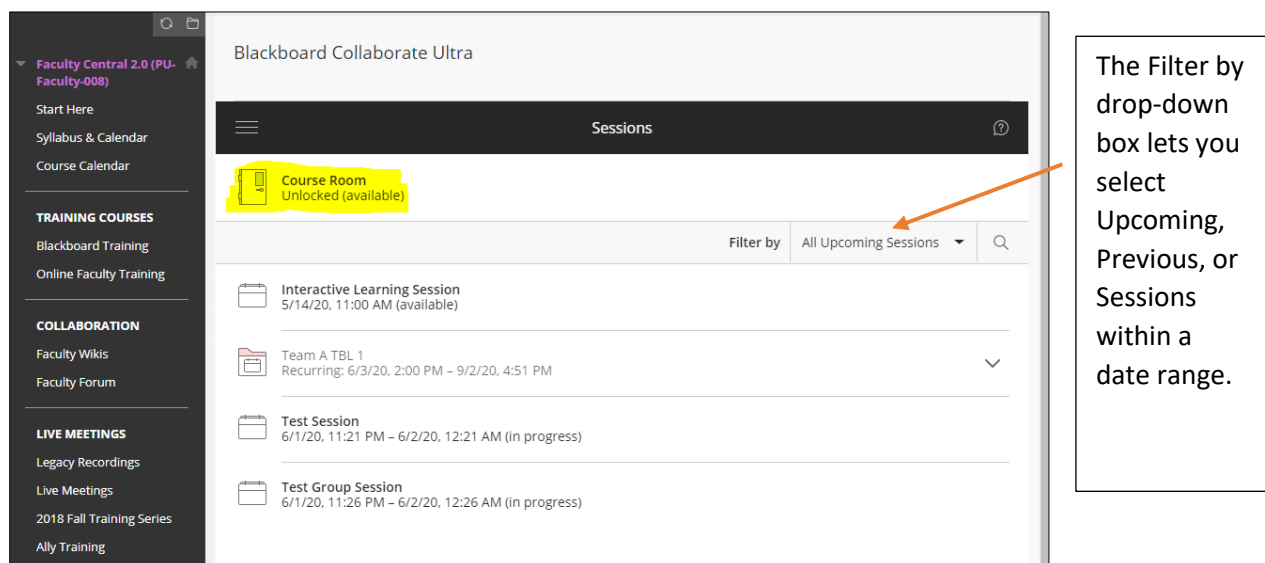 Faculty Central 2.0 (PU-
Faculty-008)
Start Here
Syllabus & Calendar
Course Calendar
TRAINING COURSES
Blackboard Training
Online Faculty Training
COLLABORATION
Faculty Wikis
Faculty Forum
LIVE MEETINGS
Legacy Recordings
Live Meetings
2018 Fall Training Series
Ally Training
Blackboard Collaborate Ultra
Sessions
Course Room
Unlocked (available)
Filter by All Upcoming Sessions
Interactive Learning Session
5/14/20, 11:00 AM (available)
Team A TBL 1
Recurring: 6/3/20, 2:00 PM – 9/2/20, 4:51 PM
Test Session
6/1/20, 11:21 PM – 6/2/20, 12:21 AM (in progress)
Test Group Session
6/1/20, 11:26 PM – 6/2/20, 12:26 AM (in progress)
The Filter by
drop-down
box lets you
select
Upcoming,
Previous, or
Sessions
within a
date range.